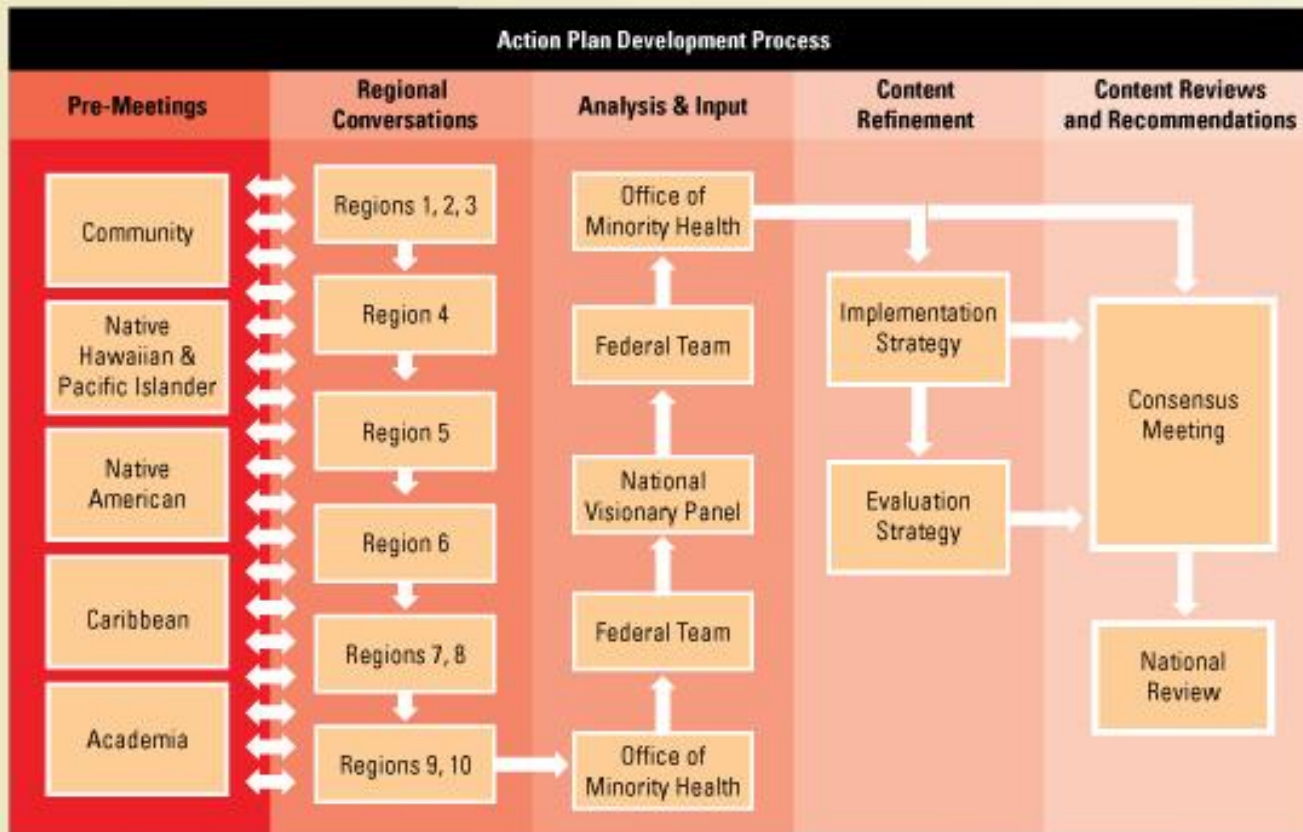 Action Plan Development Process
Pre-Meetings
Regional
Conversations
Analysis & Input
Content
Refinement
Content Reviews
and Recommendations
Community
Native
Hawaiian &
Pacific Islander
Native
American
Caribbean
Academia
Regions 1, 2, 3
Region 4
Region 5
Region 6
Regions 7, 8
Regions 9, 10
Office of
Minority Health
Federal Team
National
Visionary Panel
Federal Team
Office of
Minority Health
Implementation
Strategy
Evaluation
Strategy
Consensus
Meeting
National
Review